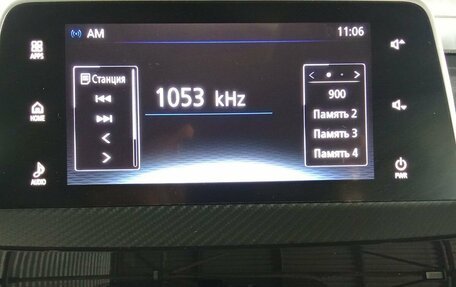 AM 11:06
APPS
Станция
1053 kHz
900
HOME
Память 2
Память 3
Память 4
AUDIO
PWR